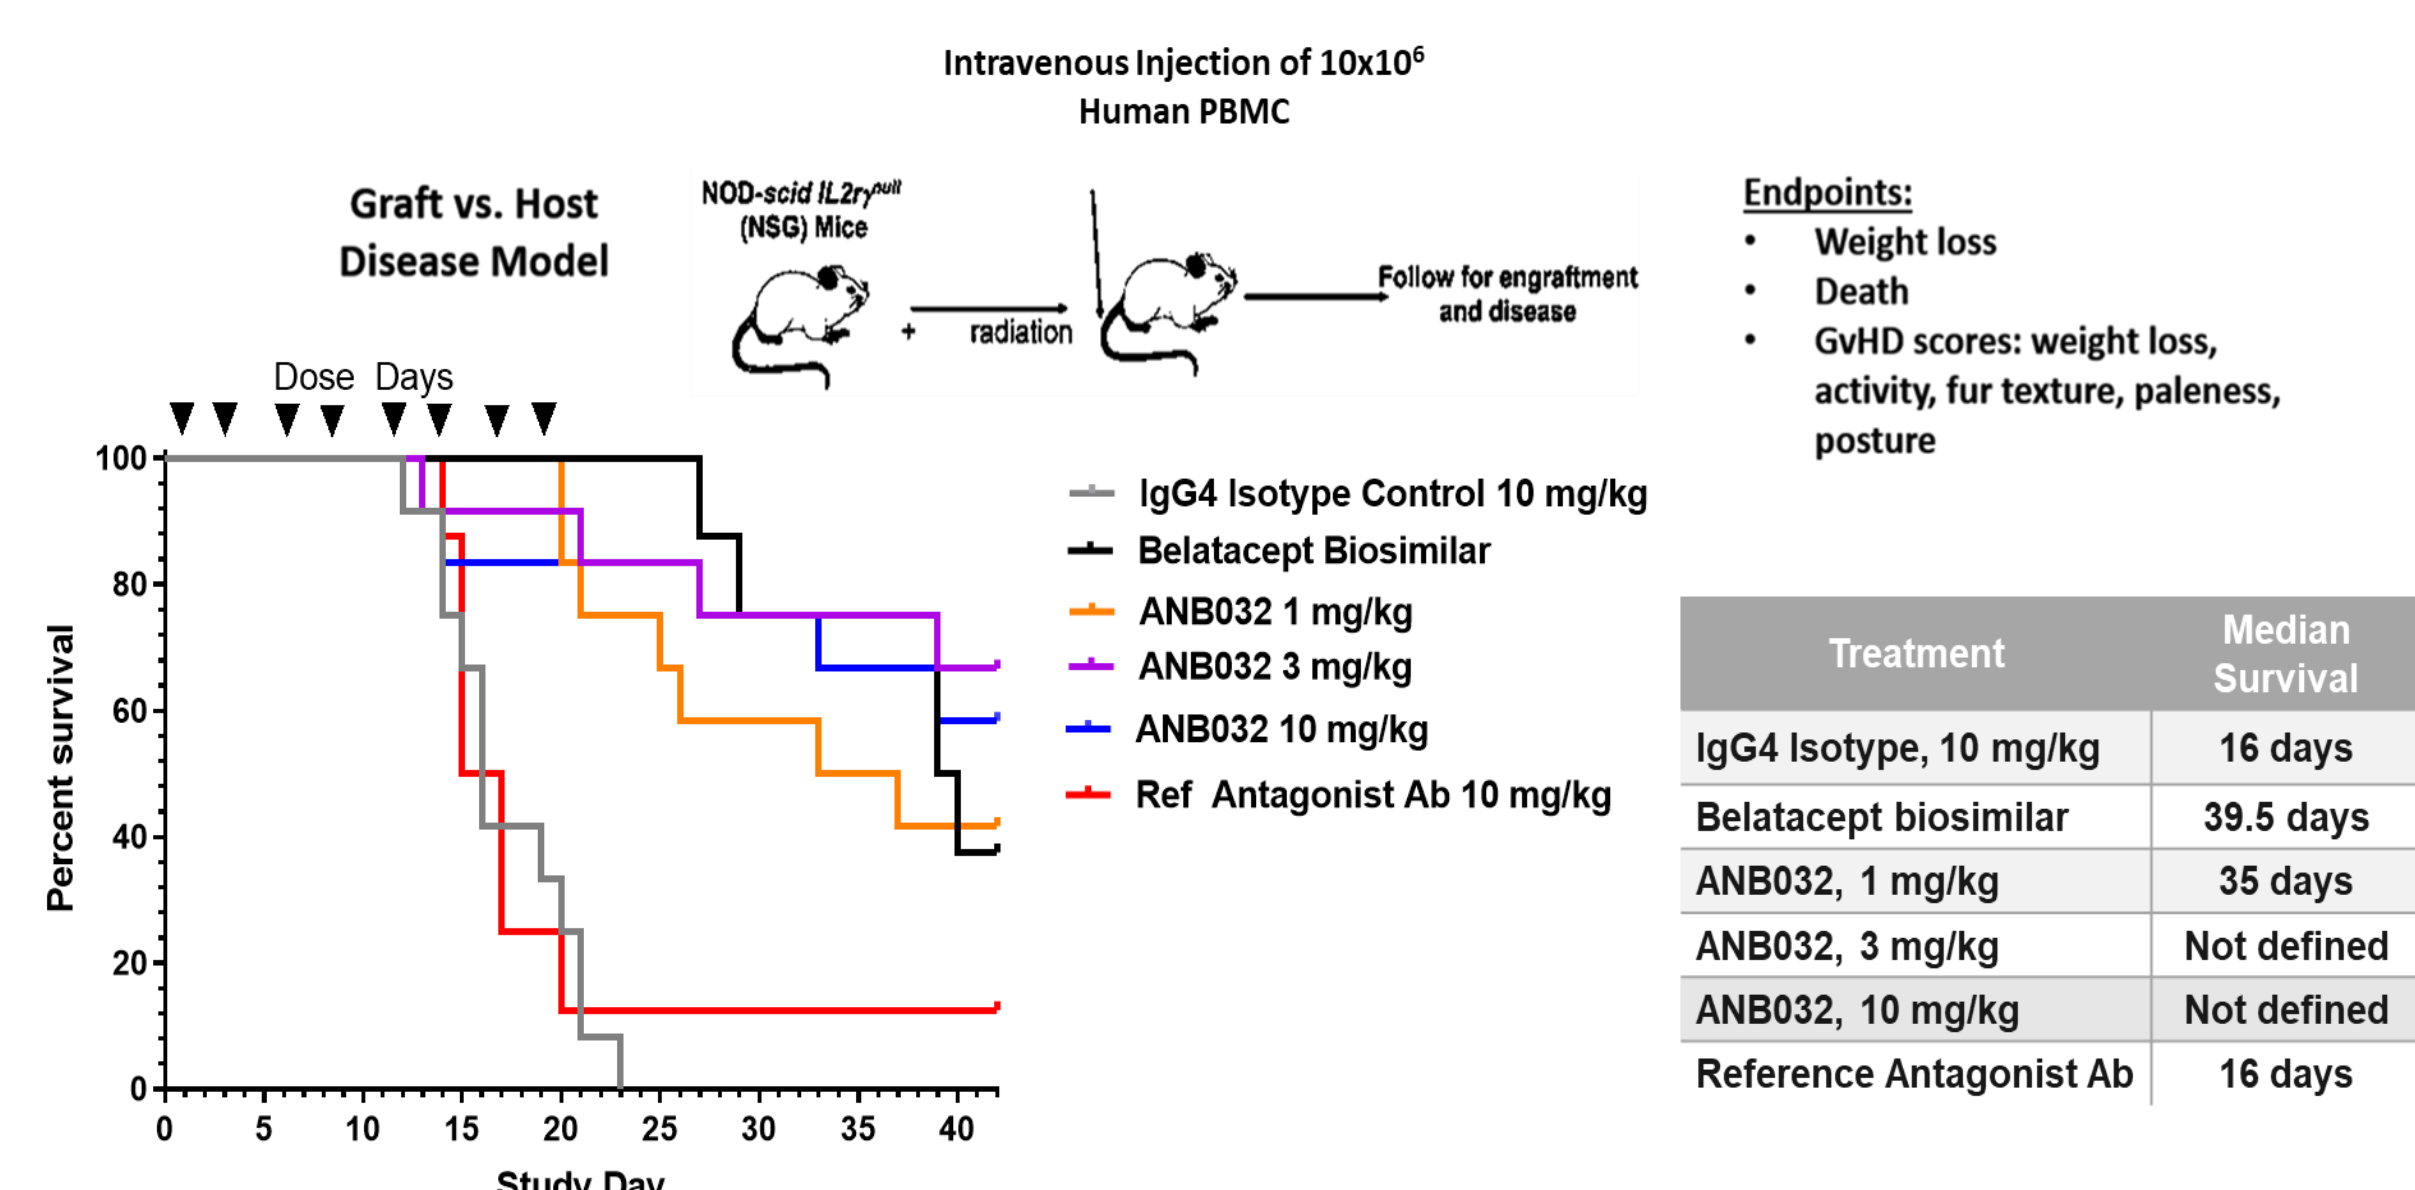 Intravenous Injection of 10x10⁶
Human PBMC
Graft vs. Host
Disease Model
NOD-scid IL2rγnull
(NSG) Mice
+ radiation
Follow for engraftment
and disease
Endpoints:
• Weight loss
• Death
• GvHD scores: weight loss,
activity, fur texture, paleness,
posture
Dose Days
Percent survival
100
80
60
40
20
0
0 5 10 15 20 25 30 35 40
Study Day
IgG4 Isotype Control 10 mg/kg
Belatacept Biosimilar
ANB032 1 mg/kg
ANB032 3 mg/kg
ANB032 10 mg/kg
Ref Antagonist Ab 10 mg/kg
Treatment Median Survival
IgG4 Isotype, 10 mg/kg 16 days
Belatacept biosimilar 39.5 days
ANB032, 1 mg/kg 35 days
ANB032, 3 mg/kg Not defined
ANB032, 10 mg/kg Not defined
Reference Antagonist Ab 16 days